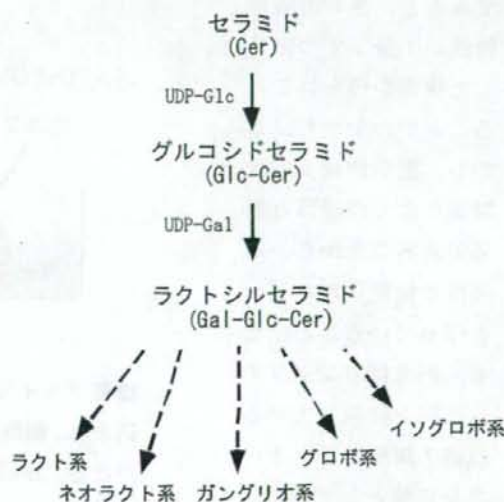 セラミド
(Cer)
UDP-Glc
グルコシドセラミド
(Glc-Cer)
UDP-Gal
ラクトシルセラミド
(Gal-Glc-Cer)
ラクト系
ネオラクト系
ガングリオ系
グロボ系
イソグロボ系